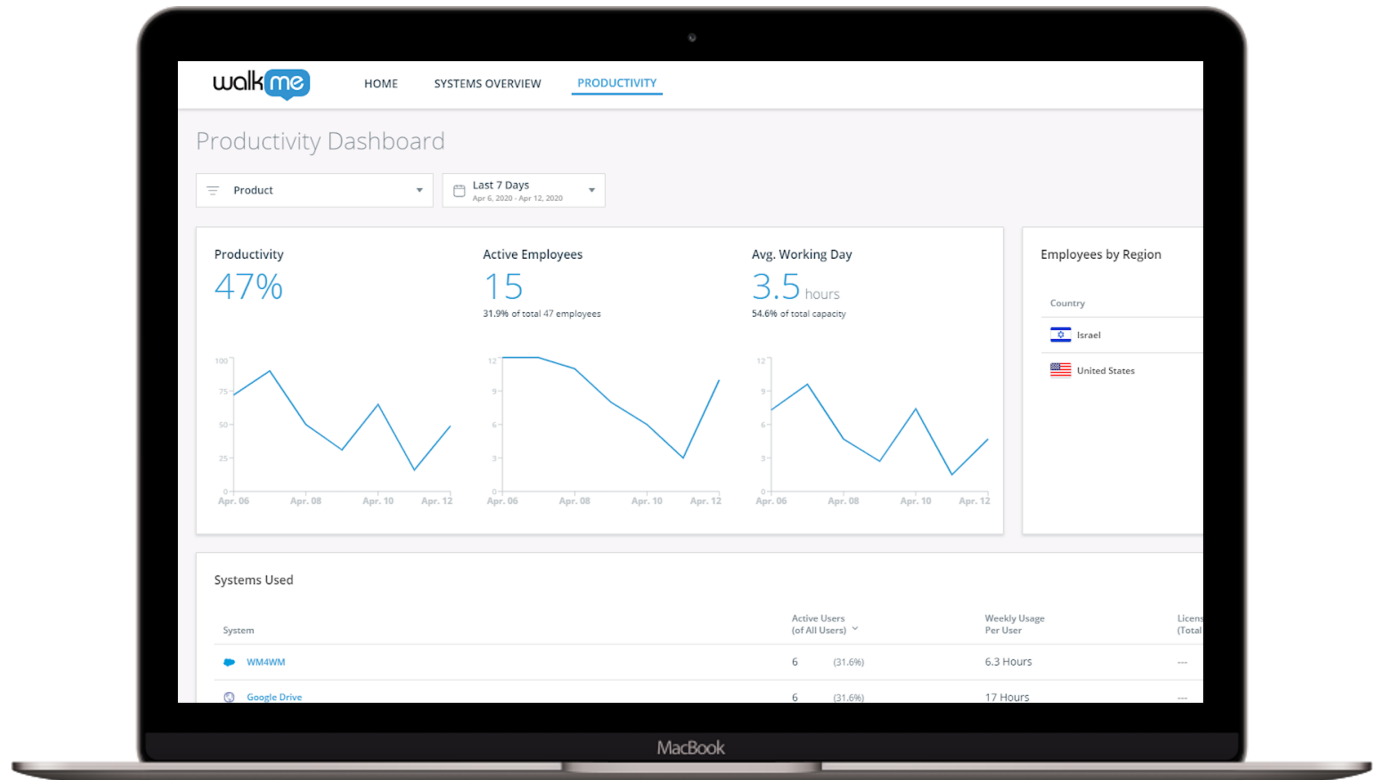 walkme HOME SYSTEMS OVERVIEW PRODUCTIVITY
Productivity Dashboard
Product
Last 7 Days
Apr 6, 2020 - Apr 12, 2020
Productivity
47%
100
75
50
25
0
Apr. 06 Apr. 08 Apr. 10 Apr. 12
Active Employees
15
31.9% of total 47 employees
12
9
6
3
0
Apr. 06 Apr. 08 Apr. 10 Apr. 12
Avg. Working Day
3.5 hours
54.6% of total capacity
12
9
6
3
0
Apr. 06 Apr. 08 Apr. 10 Apr. 12
Employees by Region
Country
Israel
United States
Systems Used
System
Active Users
(of All Users)
Weekly Usage
Per User
Licens
(Total
WM4WM 6 (31.6%) 6.3 Hours ---
Google Drive 6 (31.6%) 17 Hours ---
MacBook